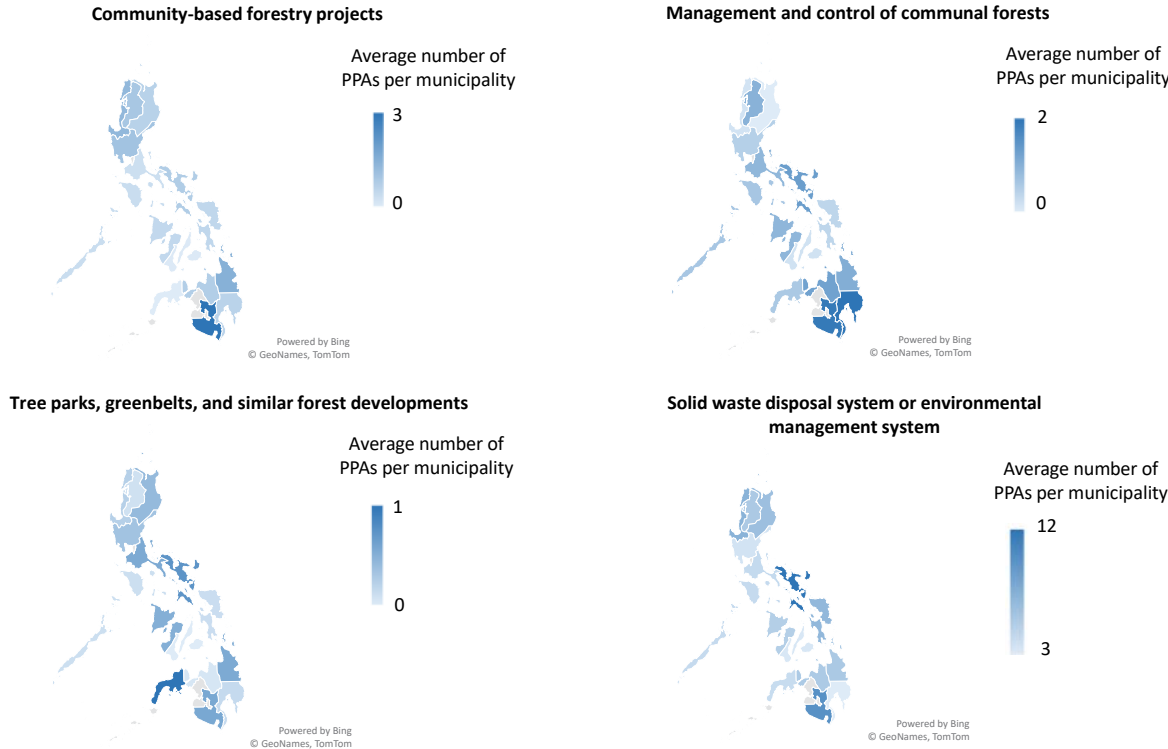 Community-based forestry projects
Average number of
PPAs per municipality
3
0
Powered by Bing
© GeoNames, TomTom
Management and control of communal forests
Average number of
PPAs per municipality
2
0
Powered by Bing
© GeoNames, TomTom
Tree parks, greenbelts, and similar forest developments
Average number of
PPAs per municipality
1
0
Powered by Bing
© GeoNames, TomTom
Solid waste disposal system or environmental
management system
Average number of
PPAs per municipality
12
3
Powered by Bing
© GeoNames, TomTom